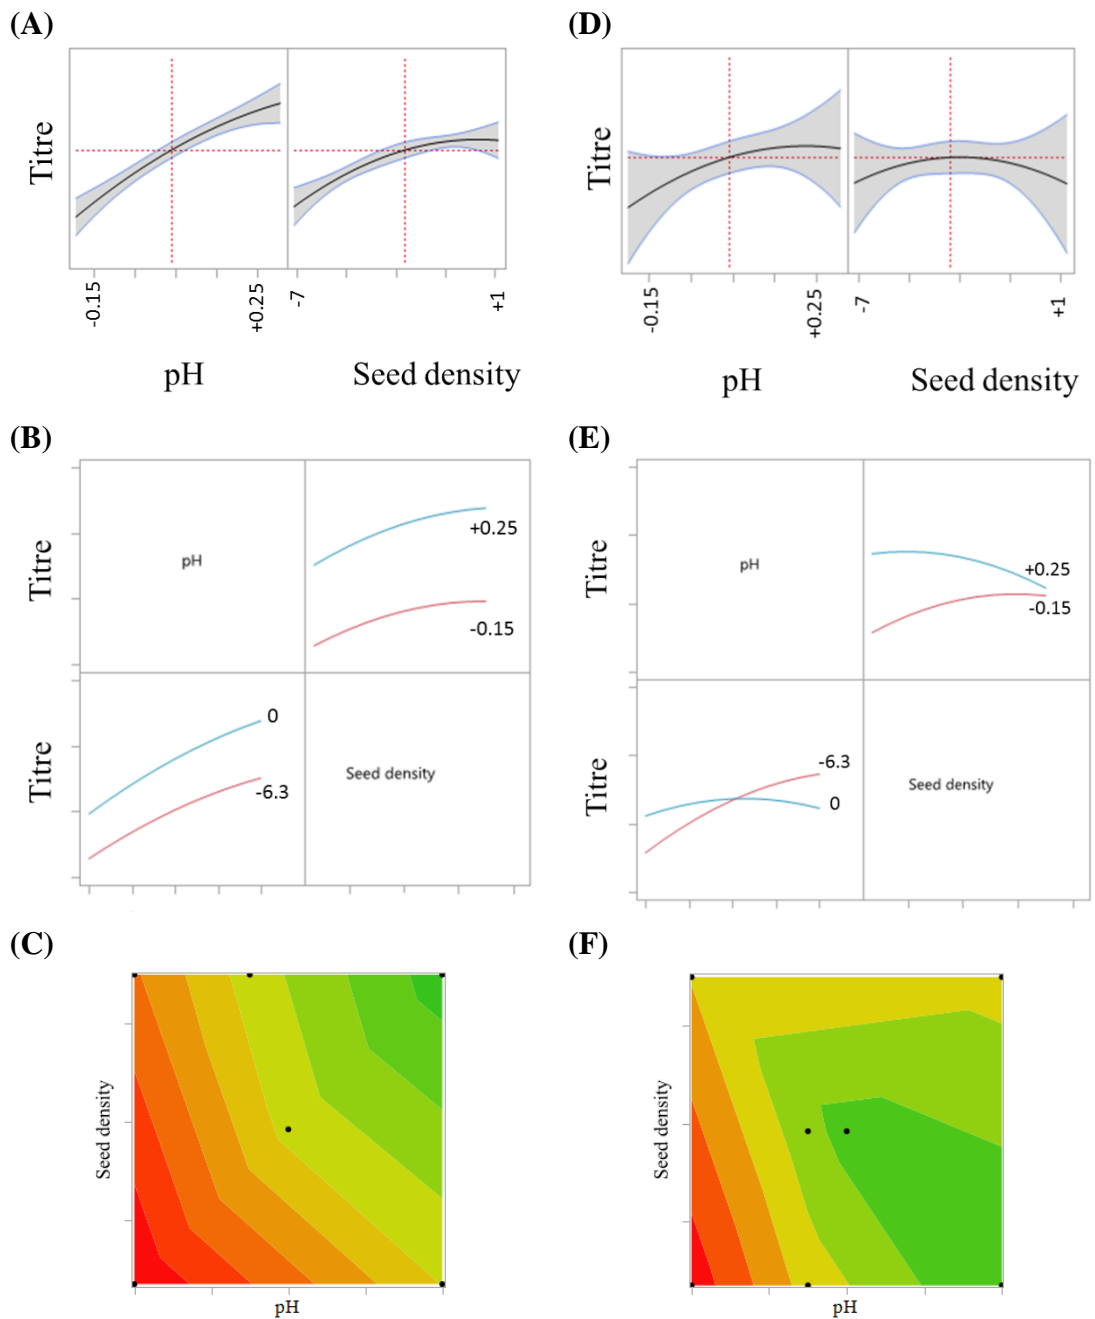 (A)
Titre
-0.15
+0.25
-7
+1
pH
Seed density
(D)
Titre
-0.15
+0.25
-7
+1
pH
Seed density
(B)
Titre
pH
+0.25
-0.15
Titre
0
-6.3
Seed density
(E)
Titre
pH
+0.25
-0.15
Titre
-6.3
0
Seed density
(C)
Seed density
pH
(F)
Seed density
pH